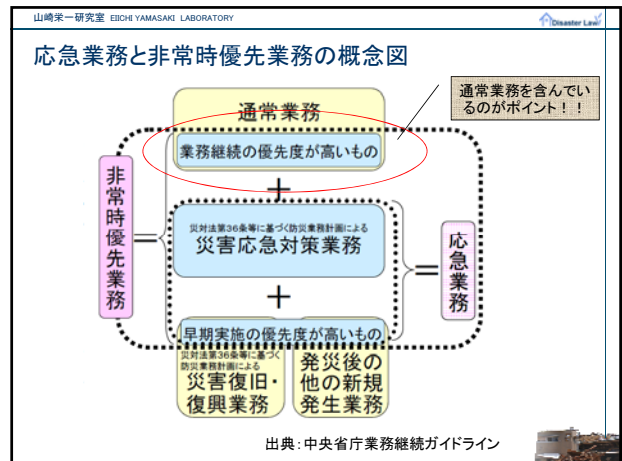 山崎栄一研究室 EIICHI YAMASAKI LABORATORY
Disaster Law
応急業務と非常時優先業務の概念図
通常業務を含んでい
るのがポイント！！
通常業務
業務継続の優先度が高いもの
＋
非常時優先業務
＝
災対法第36条等に基づく防災業務計画による
災害応急対策業務
＝
応急業務
＋
早期実施の優先度が高いもの
災対法第36条等に基づく
防災業務計画による
災害復旧・
復興業務
発災後の
他の新規
発生業務
出典：中央省庁業務継続ガイドライン